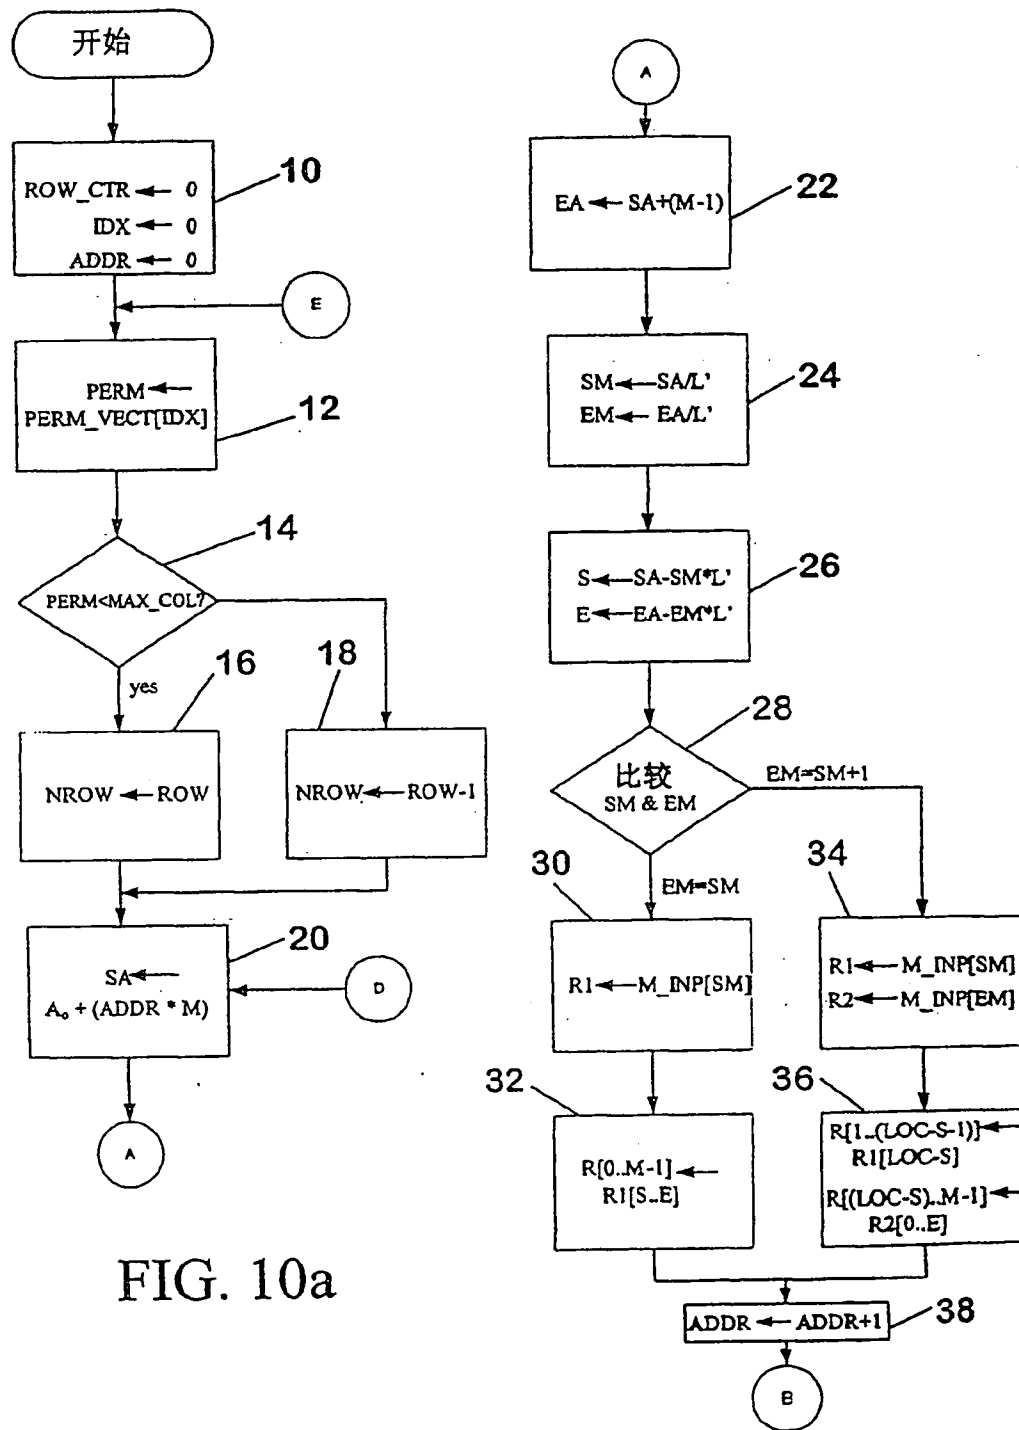 开始
ROW_CTR ← 0
IDX ← 0
ADDR ← 0
10
E
PERM ←
PERM_VECT[IDX]
12
14
PERM<MAX_COL?
yes
16
18
NROW ← ROW
NROW ← ROW-1
20
SA ←
A₀ + (ADDR * M)
D
A
FIG. 10a
A
EA ← SA+(M-1)
22
SM ← SA/L'
EM ← EA/L'
24
S ← SA-SM*L'
E ← EA-EM*L'
26
28
比较
SM & EM
EM=SM+1
EM=SM
30
34
R1 ← M_INP[SM]
R1 ← M_INP[SM]
R2 ← M_INP[EM]
32
36
R[0..M-1] ←
R1[S..E]
R[1..(LOC-S-1)] ←
R1[LOC-S]
R[(LOC-S)..M-1] ←
R2[0..E]
ADDR ← ADDR+1
38
B